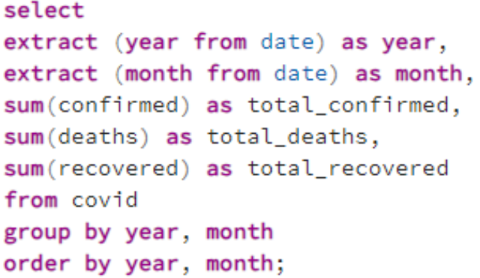 select
extract (year from date) as year,
extract (month from date) as month,
sum(confirmed) as total_confirmed,
sum(deaths) as total_deaths,
sum(recovered) as total_recovered
from covid
group by year, month
order by year, month;